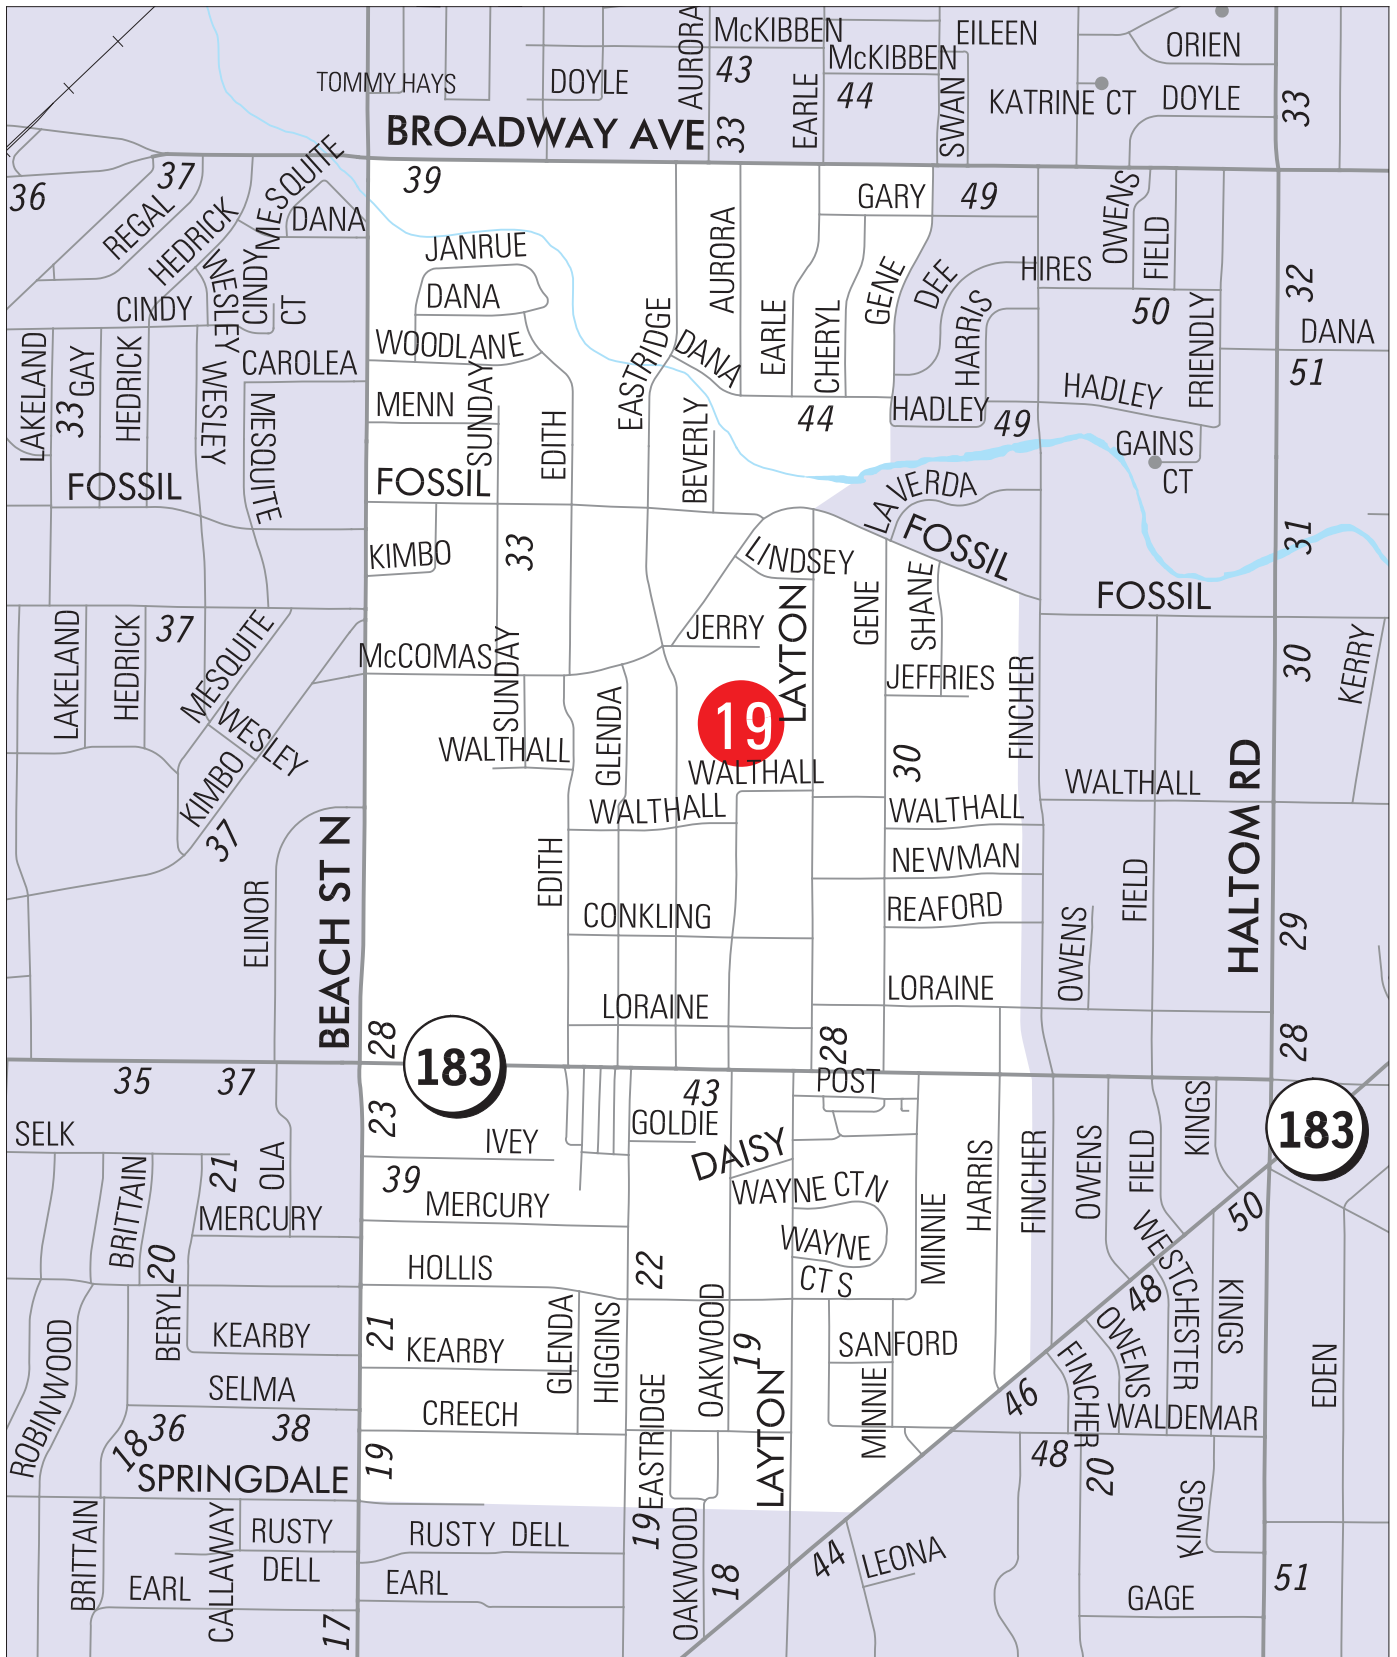 McKIBBEN
EILEEN
ORIEN
AURORA
43
McKIBBEN
TOMMY HAYS
DOYLE
EARLE
44
SWAN
KATRINE CT
DOYLE
33
BROADWAY AVE
33
36
37
MESQUITE
39
GARY
49
OWENS
FIELD
REGAL
HEDRICK
DANA
JANRUE
AURORA
HIRES
32
WESLEY
CINDY
CT
CINDY
DANA
EASTRIDGE
EARLE
CHERYL
GENE
DEE
HARRIS
50
FRIENDLY
DANA
LAKELAND
33
GAY
HEDRICK
WESLEY
CAROLEA
WOODLANE
DANA
51
MESQUITE
MENN
SUNDAY
EDITH
BEVERLY
44
HADLEY
49
HADLEY
GAINS
CT
FOSSIL
FOSSIL
LA VERDA
FOSSIL
31
KIMBO
33
LINDSEY
GENE
SHANE
FOSSIL
LAKELAND
HEDRICK
37
MESQUITE
McCOMAS
SUNDAY
JERRY
LAYTON
JEFFRIES
FINCHER
30
KERRY
WESLEY
KIMBO
37
WALTHALL
GLENDA
19
WALTHALL
30
WALTHALL
HALTOM RD
WALTHALL
WALTHALL
BEACH ST N
EDITH
NEWMAN
FIELD
ELINOR
CONKLING
REAFORD
OWENS
29
LORAINE
LORAINE
28
183
28
28
35
37
43
POST
23
GOLDIE
SELK
IVEY
DAISY
HARRIS
FINCHER
OWENS
FIELD
KINGS
183
BRITTAIN
21
OLA
39
WAYNE CT N
MINNIE
MERCURY
MERCURY
50
20
HOLLIS
22
WAYNE
CT S
WESTCHESTER
48
KINGS
ROBINWOOD
BERYL
KEARBY
21
KEARBY
GLENDA
HIGGINS
OAKWOOD
19
SANFORD
OWENS
EDEN
SELMA
CREECH
EASTRIDGE
LAYTON
MINNIE
46
FINCHER
WALDEMAR
36
38
18
19
48
20
SPRINGDALE
BRITTAIN
CALLAWAY
RUSTY
DELL
RUSTY DELL
19
OAKWOOD
18
44
LEONA
KINGS
EARL
EARL
51
GAGE
17